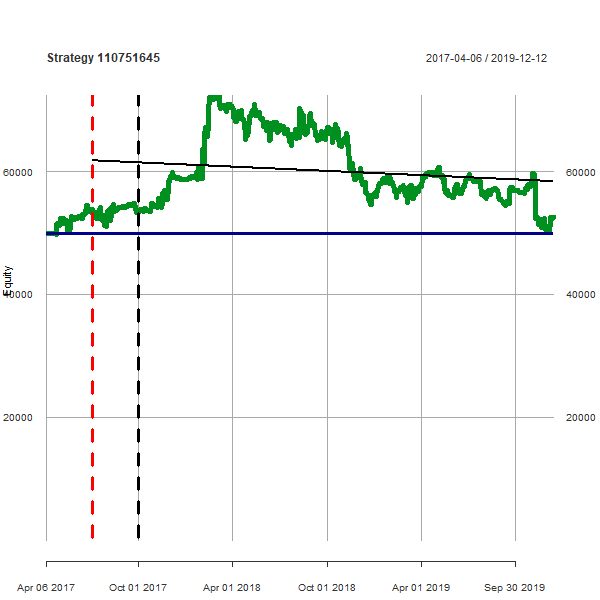 Strategy 110751645 2017-04-06 / 2019-12-12
60000 60000
Equity
40000 40000
20000 20000
Apr 06 2017 Oct 01 2017 Apr 01 2018 Oct 01 2018 Apr 01 2019 Sep 30 2019